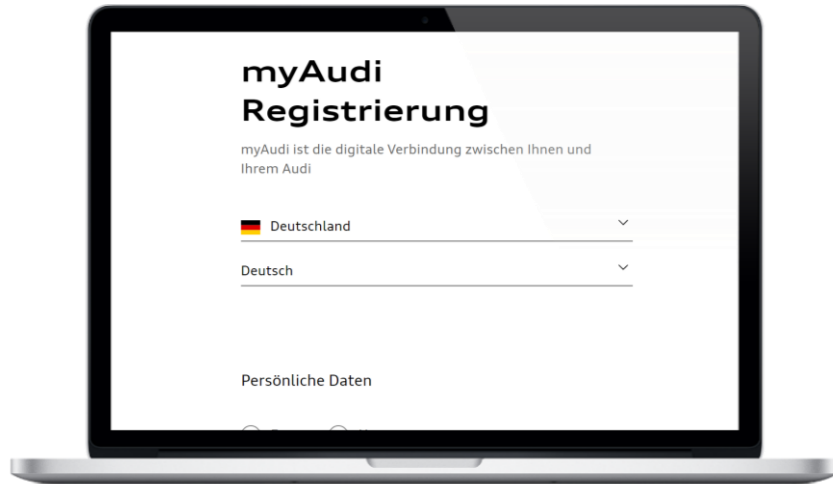 myAudi
Registrierung
myAudi ist die digitale Verbindung zwischen Ihnen und
Ihrem Audi
Deutschland
Deutsch
Persönliche Daten